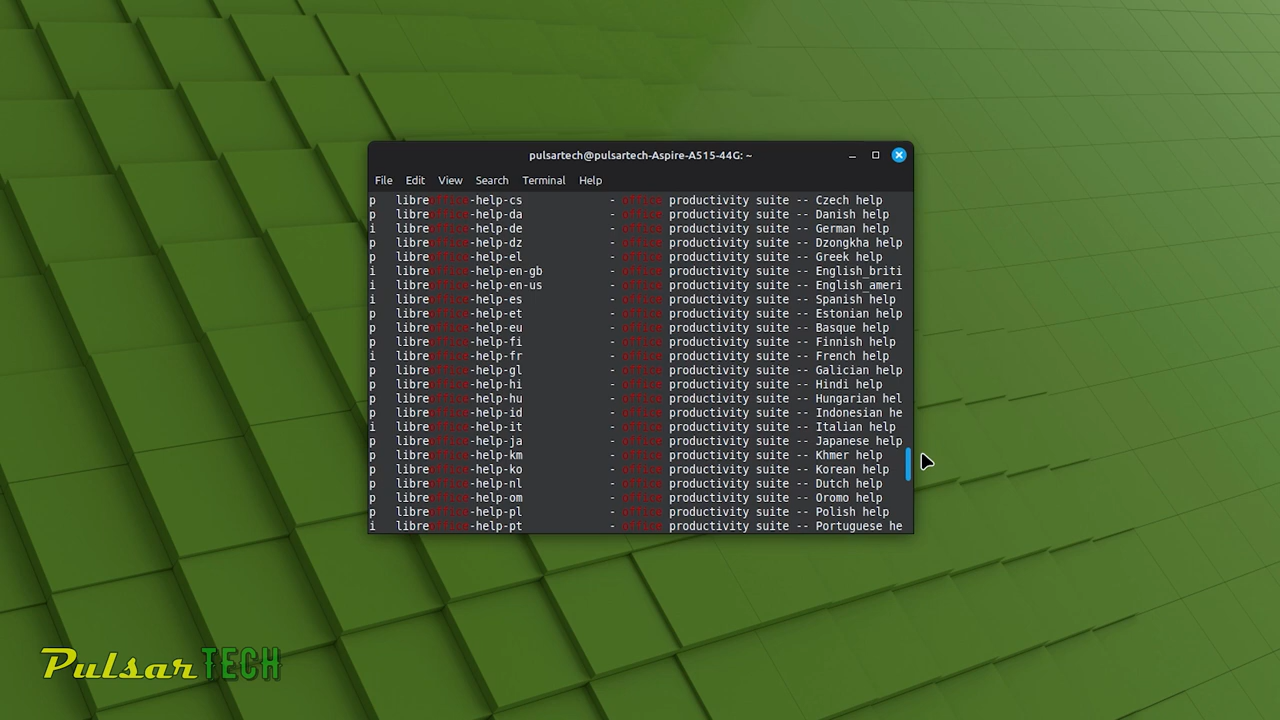 pulsartech@pulsartech-Aspire-A515-44G: ~
File Edit View Search Terminal Help
p libreoffice-help-cs - office productivity suite -- Czech help
p libreoffice-help-da - office productivity suite -- Danish help
i libreoffice-help-de - office productivity suite -- German help
p libreoffice-help-dz - office productivity suite -- Dzongkha help
p libreoffice-help-el - office productivity suite -- Greek help
i libreoffice-help-en-gb - office productivity suite -- English_briti
i libreoffice-help-en-us - office productivity suite -- English_ameri
i libreoffice-help-es - office productivity suite -- Spanish help
p libreoffice-help-et - office productivity suite -- Estonian help
p libreoffice-help-eu - office productivity suite -- Basque help
p libreoffice-help-fi - office productivity suite -- Finnish help
i libreoffice-help-fr - office productivity suite -- French help
p libreoffice-help-gl - office productivity suite -- Galician help
p libreoffice-help-hi - office productivity suite -- Hindi help
p libreoffice-help-hu - office productivity suite -- Hungarian hel
p libreoffice-help-id - office productivity suite -- Indonesian he
i libreoffice-help-it - office productivity suite -- Italian help
p libreoffice-help-ja - office productivity suite -- Japanese help
p libreoffice-help-km - office productivity suite -- Khmer help
p libreoffice-help-ko - office productivity suite -- Korean help
p libreoffice-help-nl - office productivity suite -- Dutch help
p libreoffice-help-om - office productivity suite -- Oromo help
p libreoffice-help-pl - office productivity suite -- Polish help
i libreoffice-help-pt - office productivity suite -- Portuguese he
Pulsar TECH